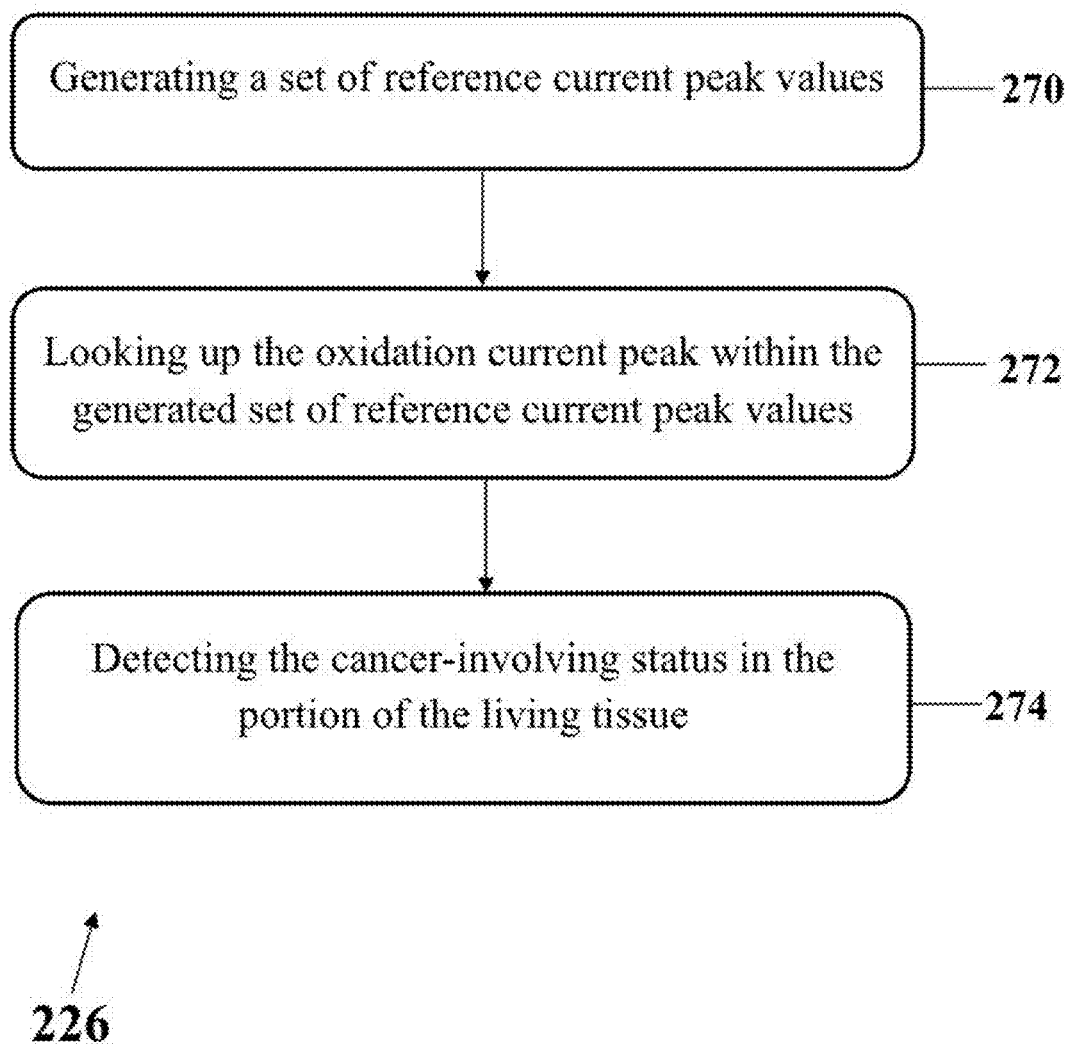 Generating a set of reference current peak values
270
Looking up the oxidation current peak within the
generated set of reference current peak values
272
Detecting the cancer-involving status in the
portion of the living tissue
274
226